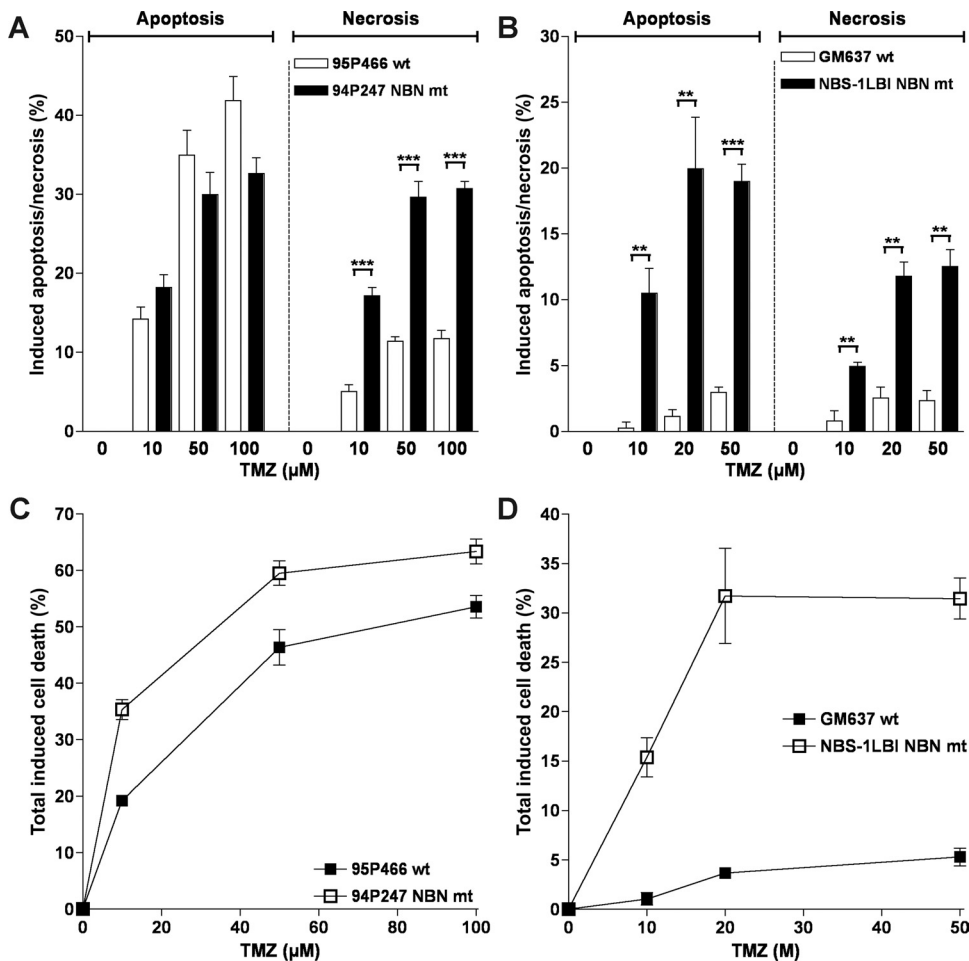 A
Apoptosis
Necrosis
Induced apoptosis/necrosis (%)
50
40
30
20
10
0
95P466 wt
94P247 NBN mt
***
***
***
0 10 50 100 0 10 50 100
TMZ (µM)
B
Apoptosis
Necrosis
Induced apoptosis/necrosis (%)
30
25
20
15
10
5
0
GM637 wt
NBS-1LBI NBN mt
**
**
***
**
**
**
0 10 20 50 0 10 20 50
TMZ (µM)
C
Total induced cell death (%)
70
60
50
40
30
20
10
0
95P466 wt
94P247 NBN mt
0 20 40 60 80 100
TMZ (µM)
D
Total induced cell death (%)
40
35
30
25
20
15
10
5
0
GM637 wt
NBS-1LBI NBN mt
0 10 20 30 40 50
TMZ (M)